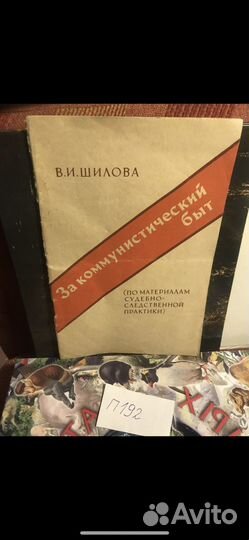 В.И.ШИЛОВА
За коммунистический
быт
(ПО МАТЕРИАЛАМ
СУДЕБНО-
СЛЕДСТВЕННОЙ
ПРАКТИКИ)
П192
Avito